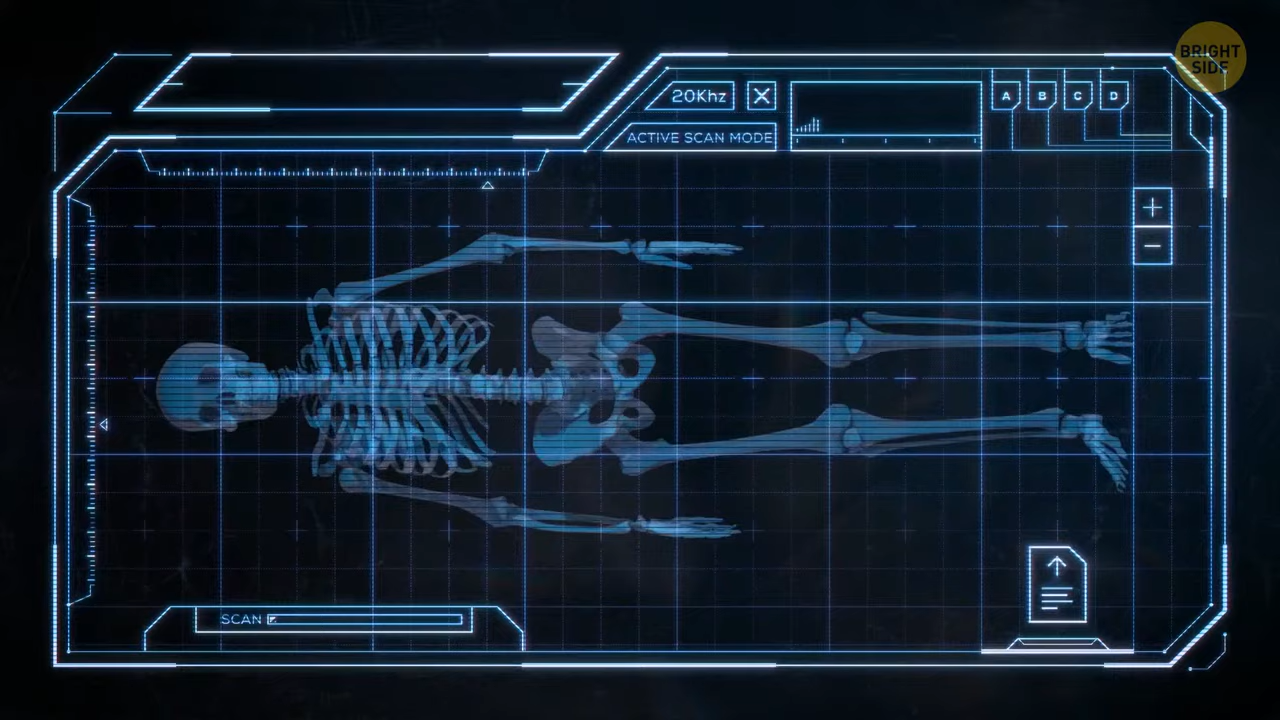 BRIGHT
SIDE
20Khz
A B C D
ACTIVE SCAN MODE
SCAN